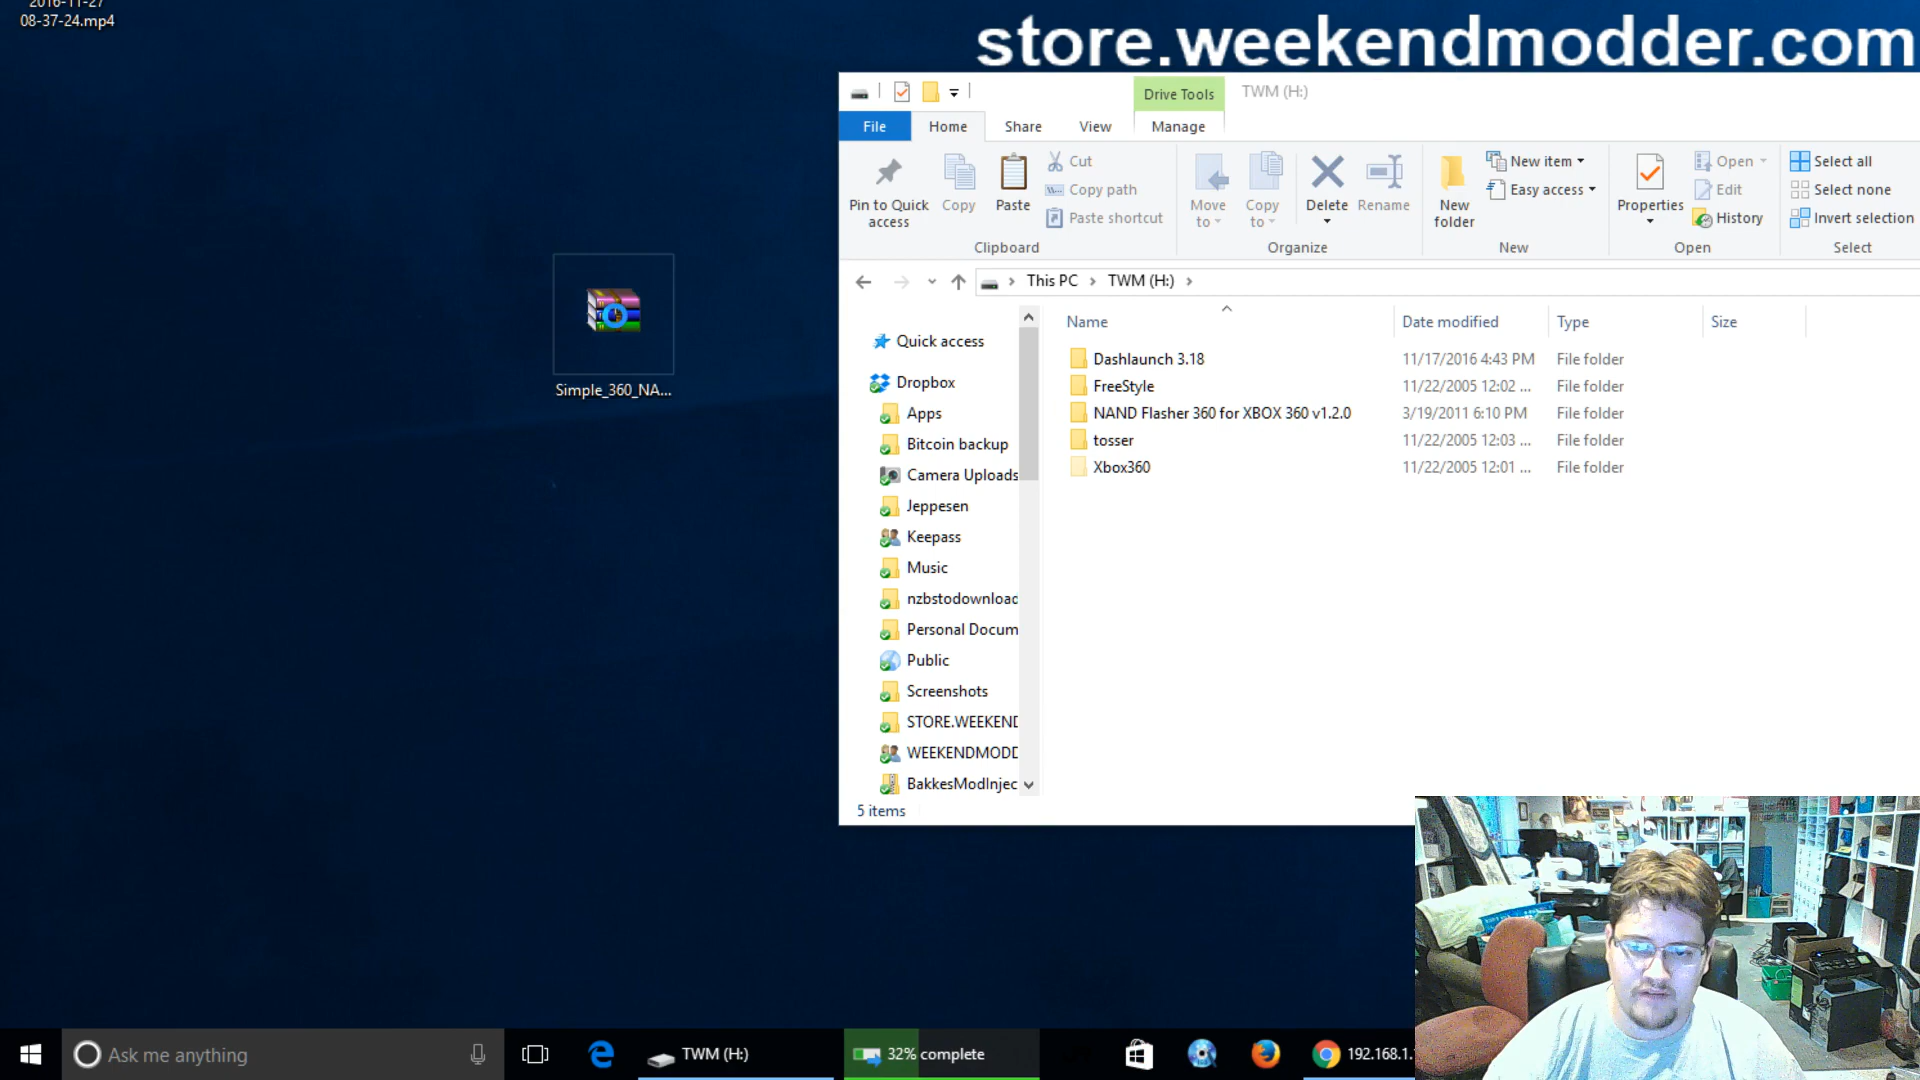 2016-11-27
08-37-24.mp4
store.weekendmodder.com
Drive Tools
TWM (H:)
File
Home
Share
View
Manage
Pin to Quick access
Copy
Paste
Cut
Copy path
Paste shortcut
Clipboard
Move to
Copy to
Delete
Rename
Organize
New folder
New item
Easy access
New
Properties
Open
Edit
History
Open
Select all
Select none
Invert selection
Select
This PC
TWM (H:)
Name
Date modified
Type
Size
Dashlaunch 3.18 11/17/2016 4:43 PM File folder
FreeStyle 11/22/2005 12:02 ... File folder
NAND Flasher 360 for XBOX 360 v1.2.0 3/19/2011 6:10 PM File folder
tosser 11/22/2005 12:03 ... File folder
Xbox360 11/22/2005 12:01 ... File folder
Quick access
Dropbox
Apps
Bitcoin backup
Camera Uploads
Jeppesen
Keepass
Music
nzbstodownload
Personal Docum
Public
Screenshots
STORE.WEEKEND
WEEKENDMODD
BakkesModInjec
5 items
Simple_360_NA...
Ask me anything
TWM (H:)
32% complete
192.168.1.